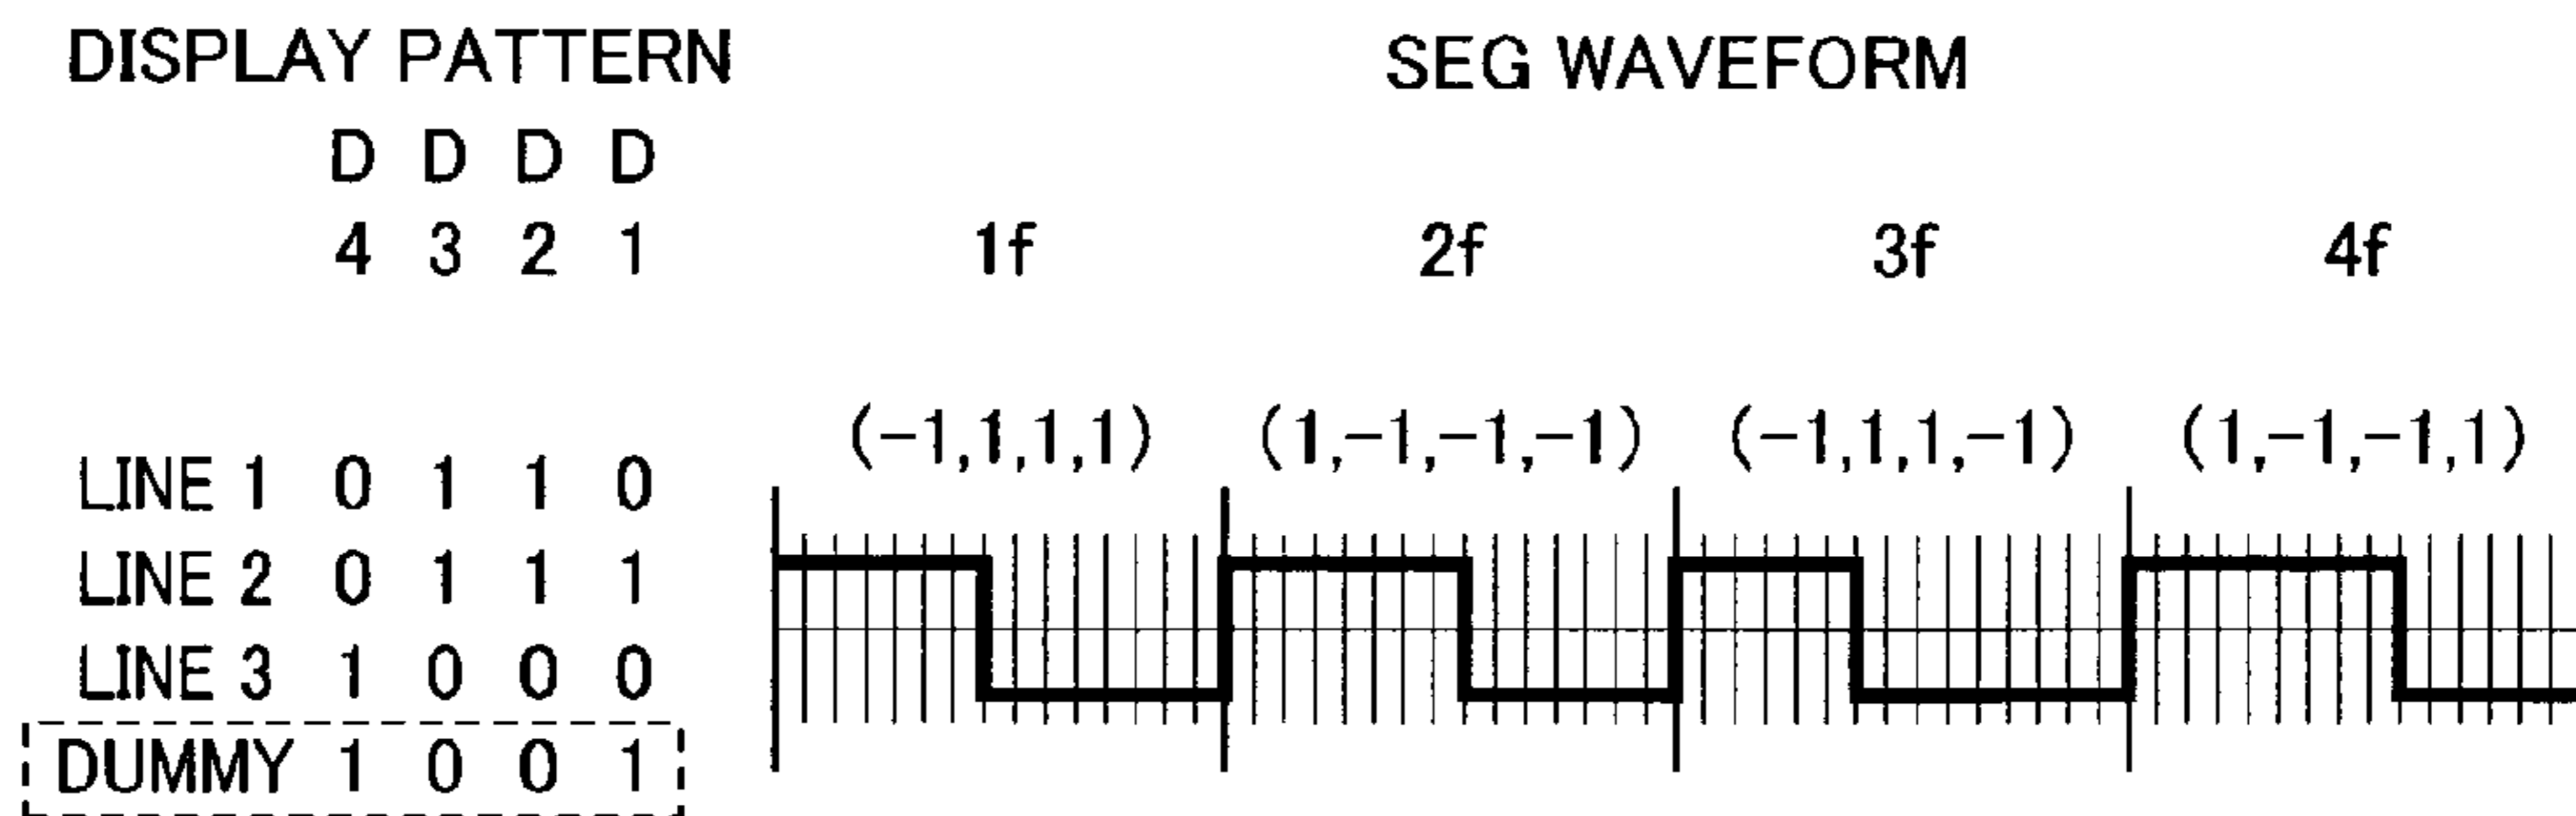 DISPLAY PATTERN SEG WAVEFORM
D D D D
4 3 2 1 1f 2f 3f 4f
(-1,1,1,1) (1,-1,-1,-1) (-1,1,1,-1) (1,-1,-1,1)
LINE 1 0 1 1 0
LINE 2 0 1 1 1
LINE 3 1 0 0 0
DUMMY 1 0 0 1